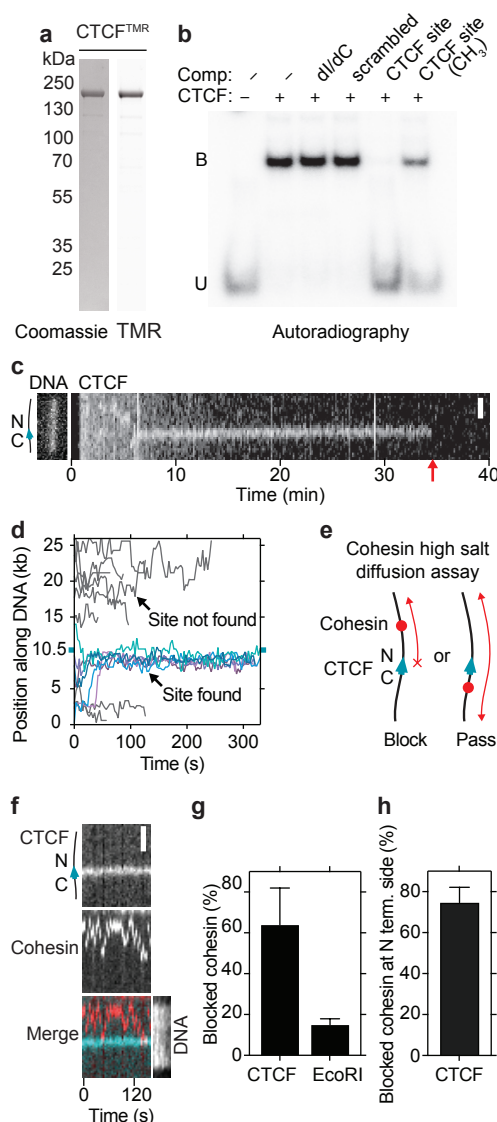 a
CTCFTMR
kDa
250
130
100
70
55
35
25
Coomassie TMR
b
Comp: - - dI/dC scrambled CTCF site CTCF site (CH3)
CTCF: – + + + + +
B
U
Autoradiography
c
DNA CTCF
N
C
0 10 20 30 40
Time (min)
d
Position along DNA (kb)
25
20
15
10.5
5
0
Site not found
Site found
0 100 200 300
Time (s)
e
Cohesin high salt
diffusion assay
Cohesin
CTCF N
C
or
Block Pass
f
CTCF
N
C
Cohesin
Merge
DNA
0 120
Time (s)
g
Blocked cohesin (%)
80
60
40
20
0
CTCF EcoRI
h
Blocked cohesin at N term. side (%)
80
60
40
20
0
CTCF